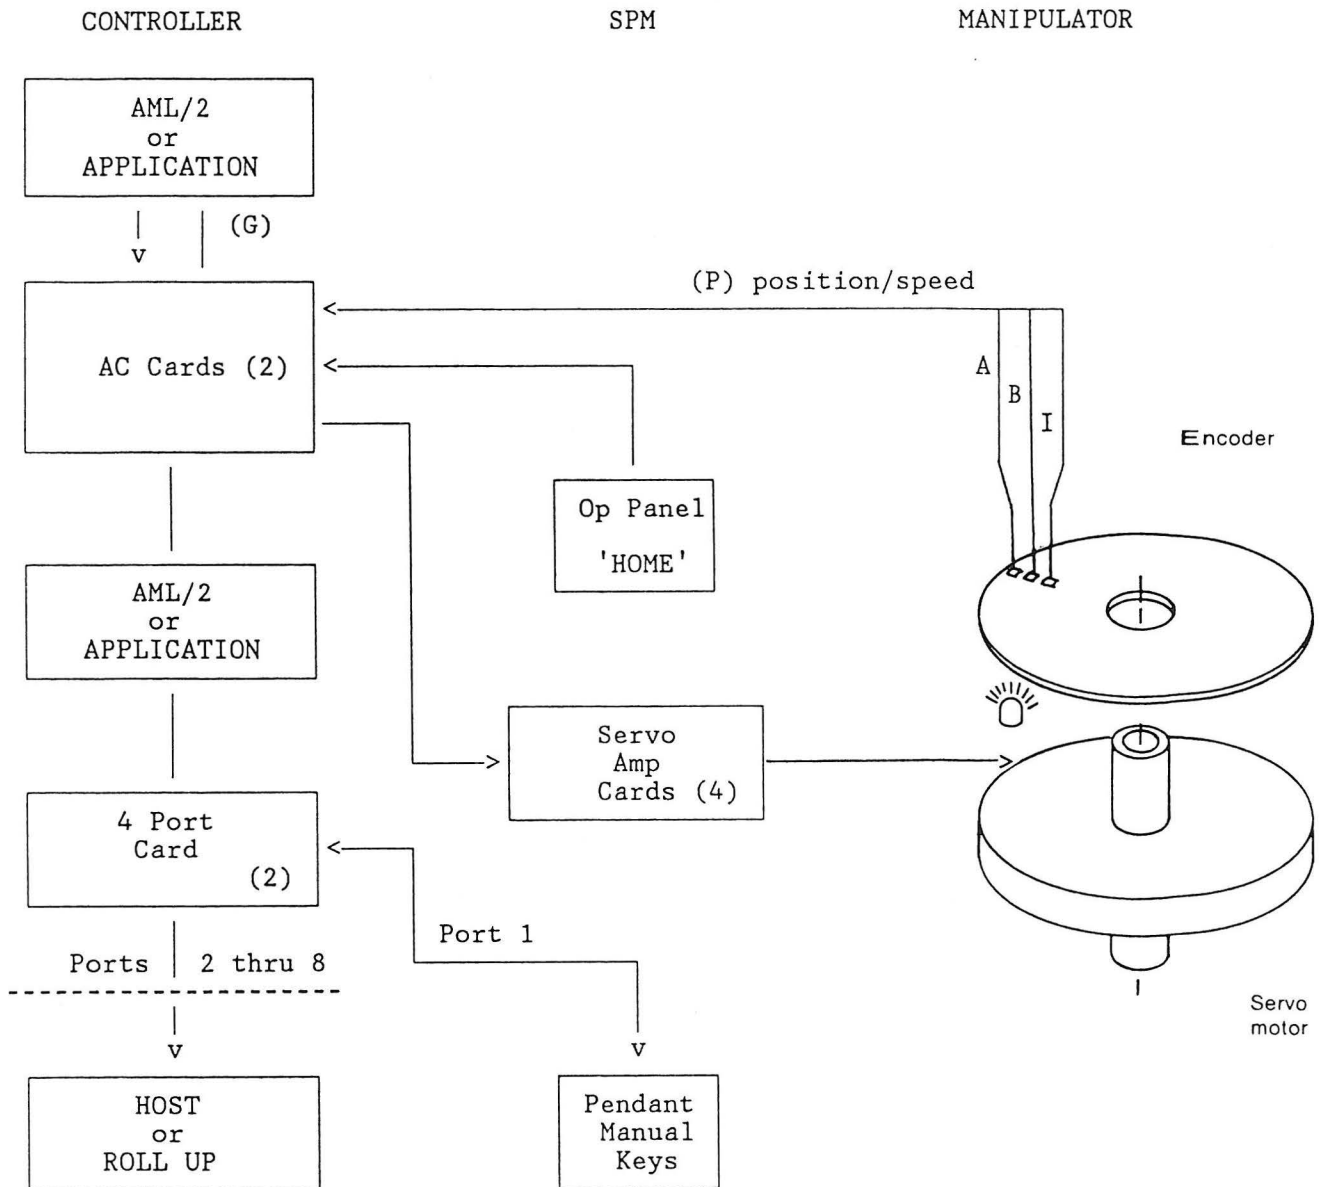 CONTROLLER
SPM
MANIPULATOR
AML/2
or
APPLICATION
(G)
v
(P) position/speed
AC Cards (2)
A
B
I
Encoder
Op Panel
'HOME'
AML/2
or
APPLICATION
Servo
Amp
Cards (4)
4 Port
Card
(2)
Port 1
Ports 2 thru 8
Servo
motor
v
v
HOST
or
ROLL UP
Pendant
Manual
Keys